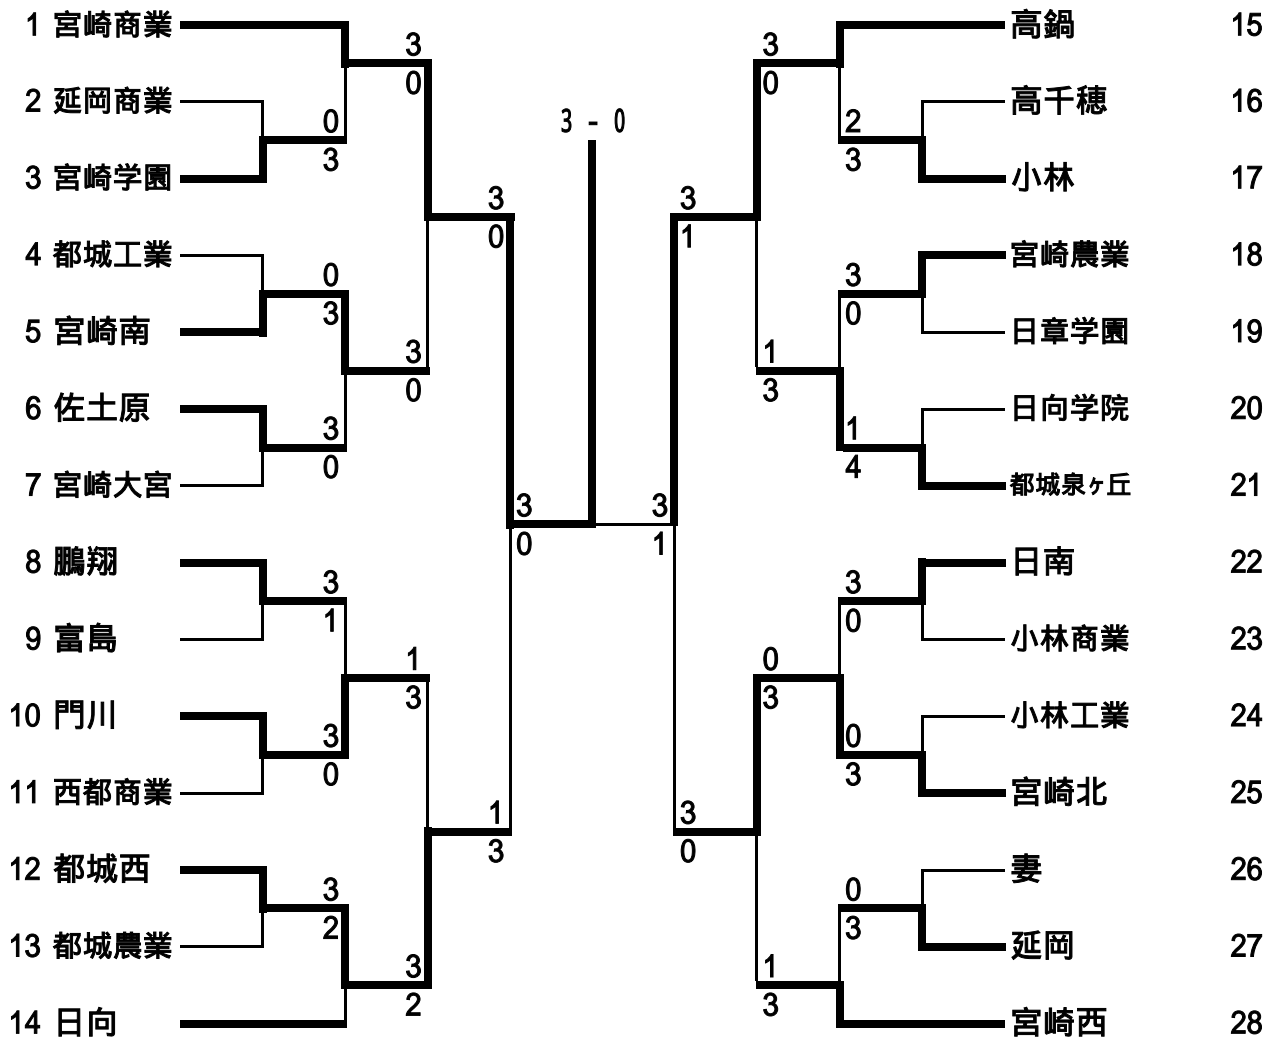 1 宮崎商業
2 延岡商業
3 宮崎学園
4 都城工業
5 宮崎南
6 佐土原
7 宮崎大宮
8 鵬翔
9 富島
10 門川
11 西都商業
12 都城西
13 都城農業
14 日向
3
0
0
3
0
3
3
0
3
0
3
0
3
1
3
0
1
3
3
2
3
2
1
3
3
0
3 - 0
3
1
3
1
3
0
3
0
2
3
3
0
1
3
1
4
3
0
0
3
0
3
0
3
1
3
高鍋 15
高千穂 16
小林 17
宮崎農業 18
日章学園 19
日向学院 20
都城泉ヶ丘 21
日南 22
小林商業 23
小林工業 24
宮崎北 25
妻 26
延岡 27
宮崎西 28